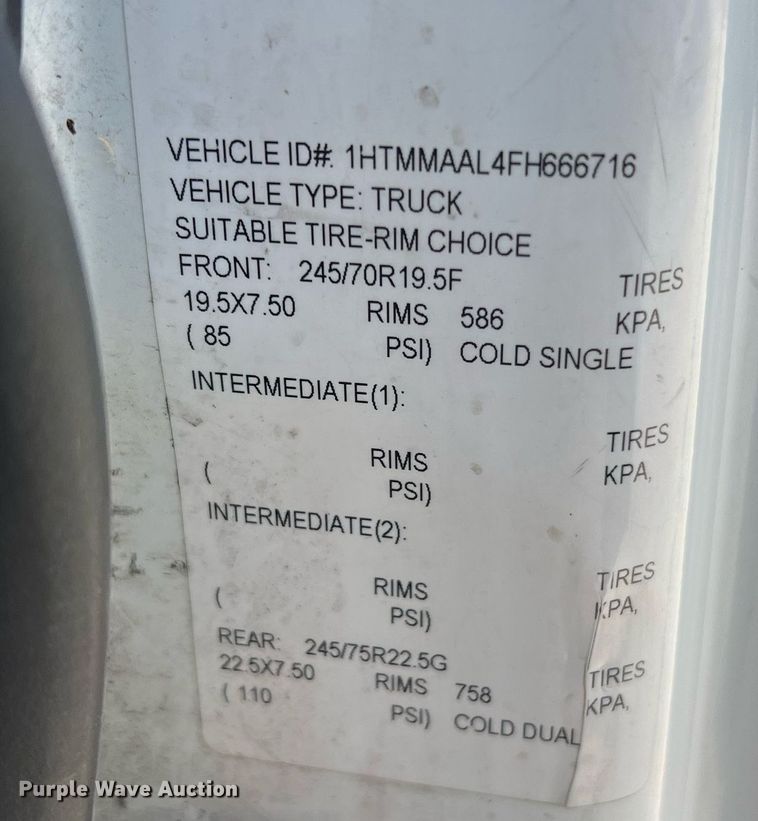 VEHICLE ID#: 1HTMMAAL4FH666716
VEHICLE TYPE: TRUCK
SUITABLE TIRE-RIM CHOICE
FRONT: 245/70R19.5F TIRES
19.5X7.50 RIMS 586 KPA,
( 85 PSI) COLD SINGLE
INTERMEDIATE(1):
TIRES
RIMS KPA,
( PSI)
INTERMEDIATE(2):
TIRES
RIMS KPA,
( PSI)
REAR: 245/75R22.5G TIRES
22.5X7.50 RIMS 758 KPA,
( 110 PSI) COLD DUAL
Purple Wave Auction